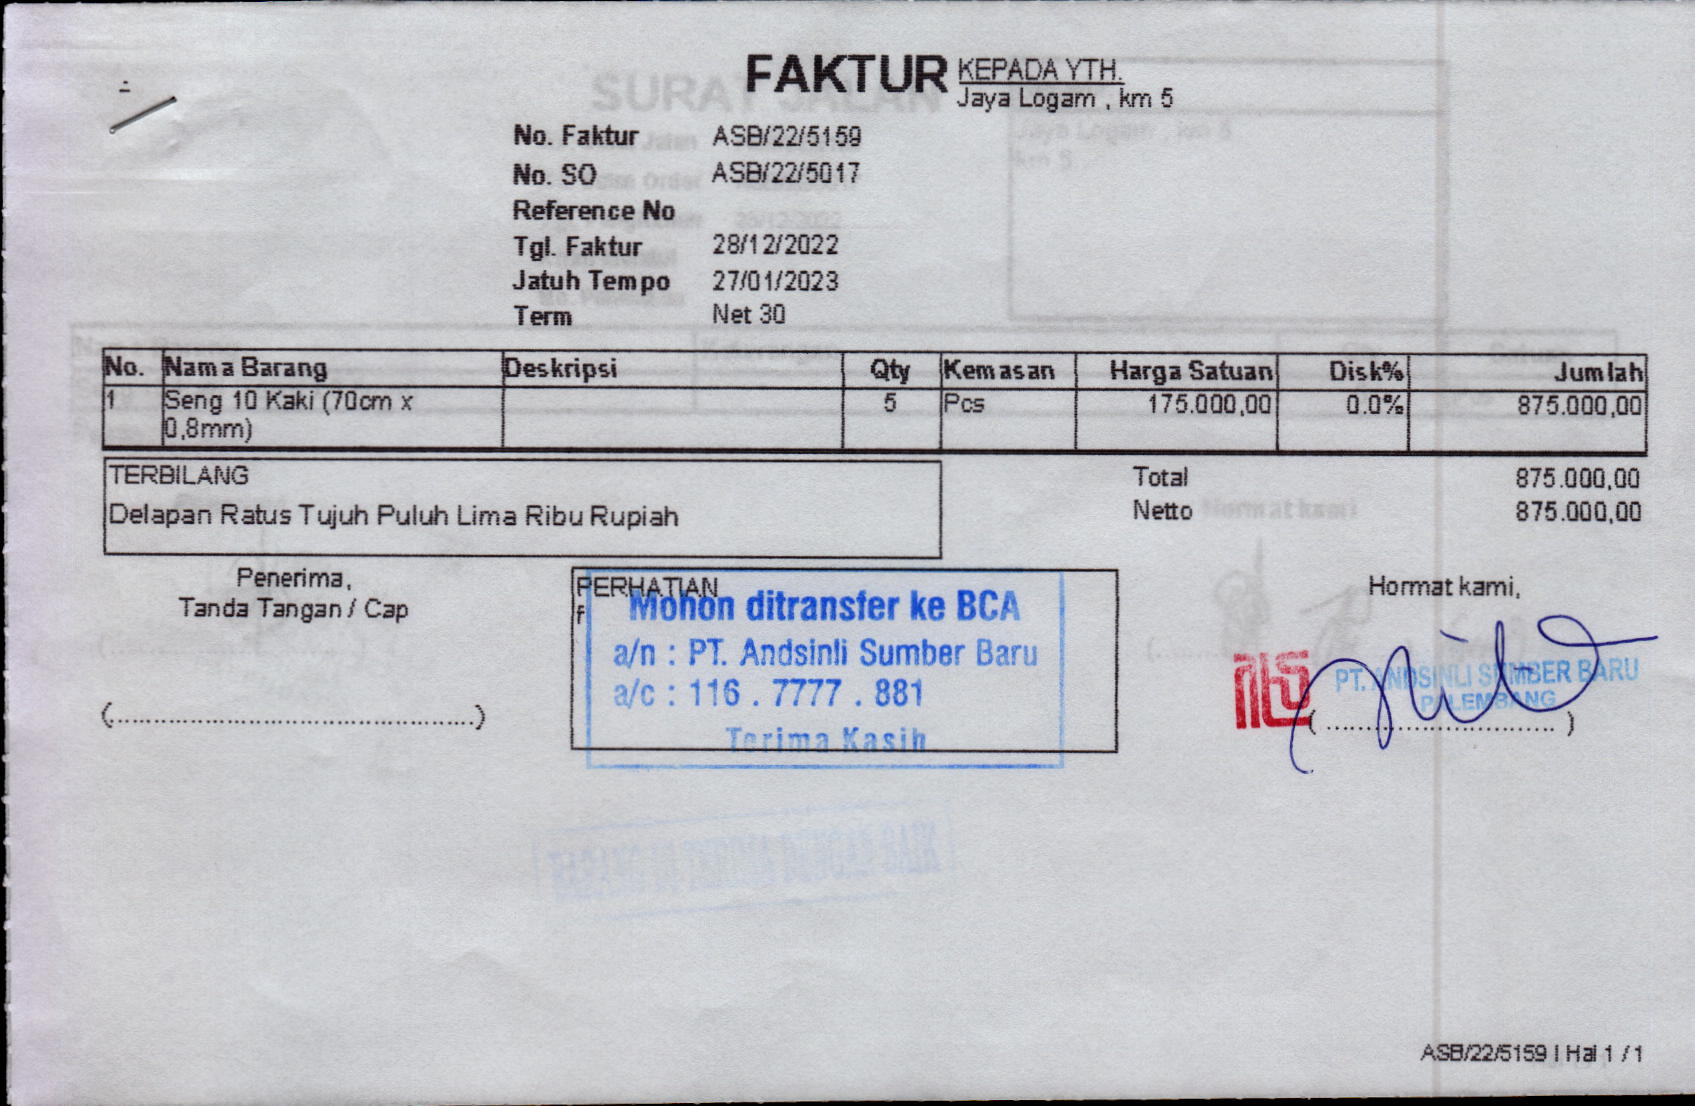 FAKTUR
KEPADA YTH.
Jaya Logam , km 5
No. Faktur ASB/22/5159
No. SO ASB/22/5017
Reference No
Tgl. Faktur 28/12/2022
Jatuh Tempo 27/01/2023
Term Net 30
No. Nama Barang Deskripsi Qty Kemasan Harga Satuan Disk% Jumlah
1 Seng 10 Kaki (70cm x 5 Pcs 175.000,00 0.0% 875.000,00
0,8mm)
TERBILANG
Delapan Ratus Tujuh Puluh Lima Ribu Rupiah
Total 875.000,00
Netto 875.000,00
Penerima,
Tanda Tangan / Cap
(............................................)
PERHATIAN
Mohon ditransfer ke BCA
a/n : PT. Andsinli Sumber Baru
a/c : 116 . 7777 . 881
Terima Kasih
Hormat kami,
PT. ANDSINLI SUMBER BARU
PALEMBANG
( ............................ )
ASB/22/5159 | Hal 1 / 1